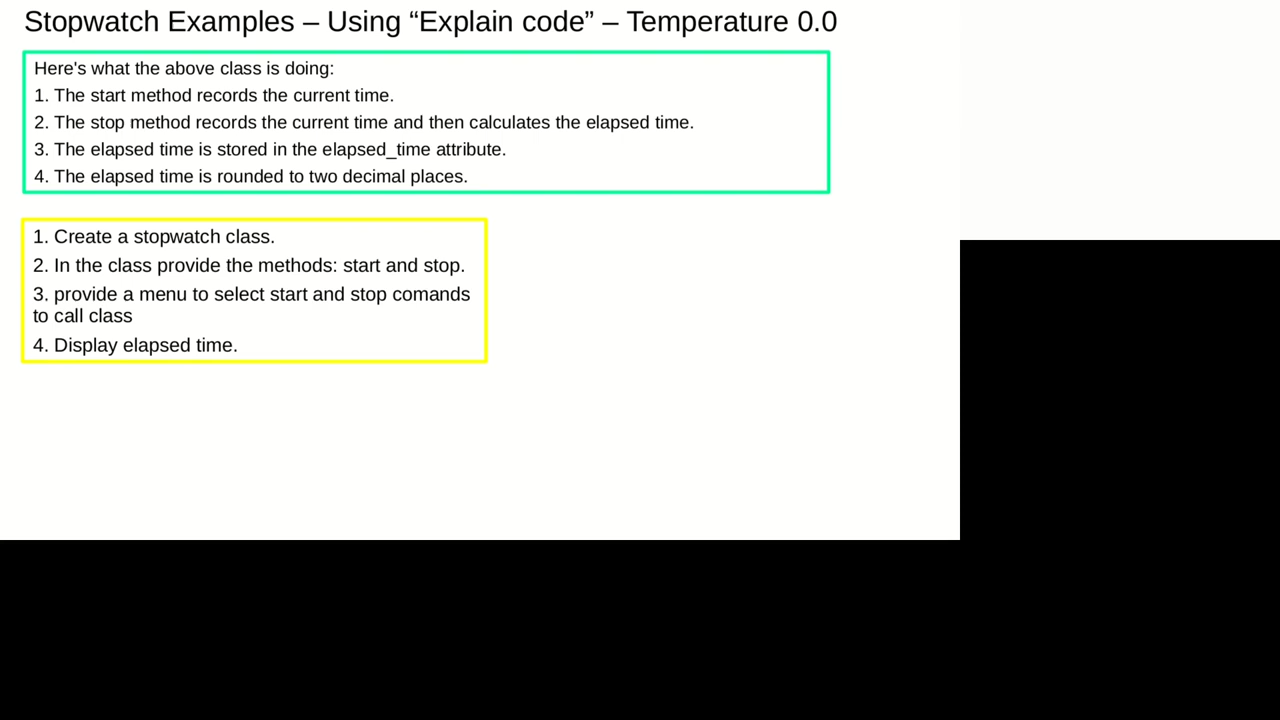 Stopwatch Examples – Using “Explain code” – Temperature 0.0
Here's what the above class is doing:
1. The start method records the current time.
2. The stop method records the current time and then calculates the elapsed time.
3. The elapsed time is stored in the elapsed_time attribute.
4. The elapsed time is rounded to two decimal places.
1. Create a stopwatch class.
2. In the class provide the methods: start and stop.
3. provide a menu to select start and stop comands
to call class
4. Display elapsed time.